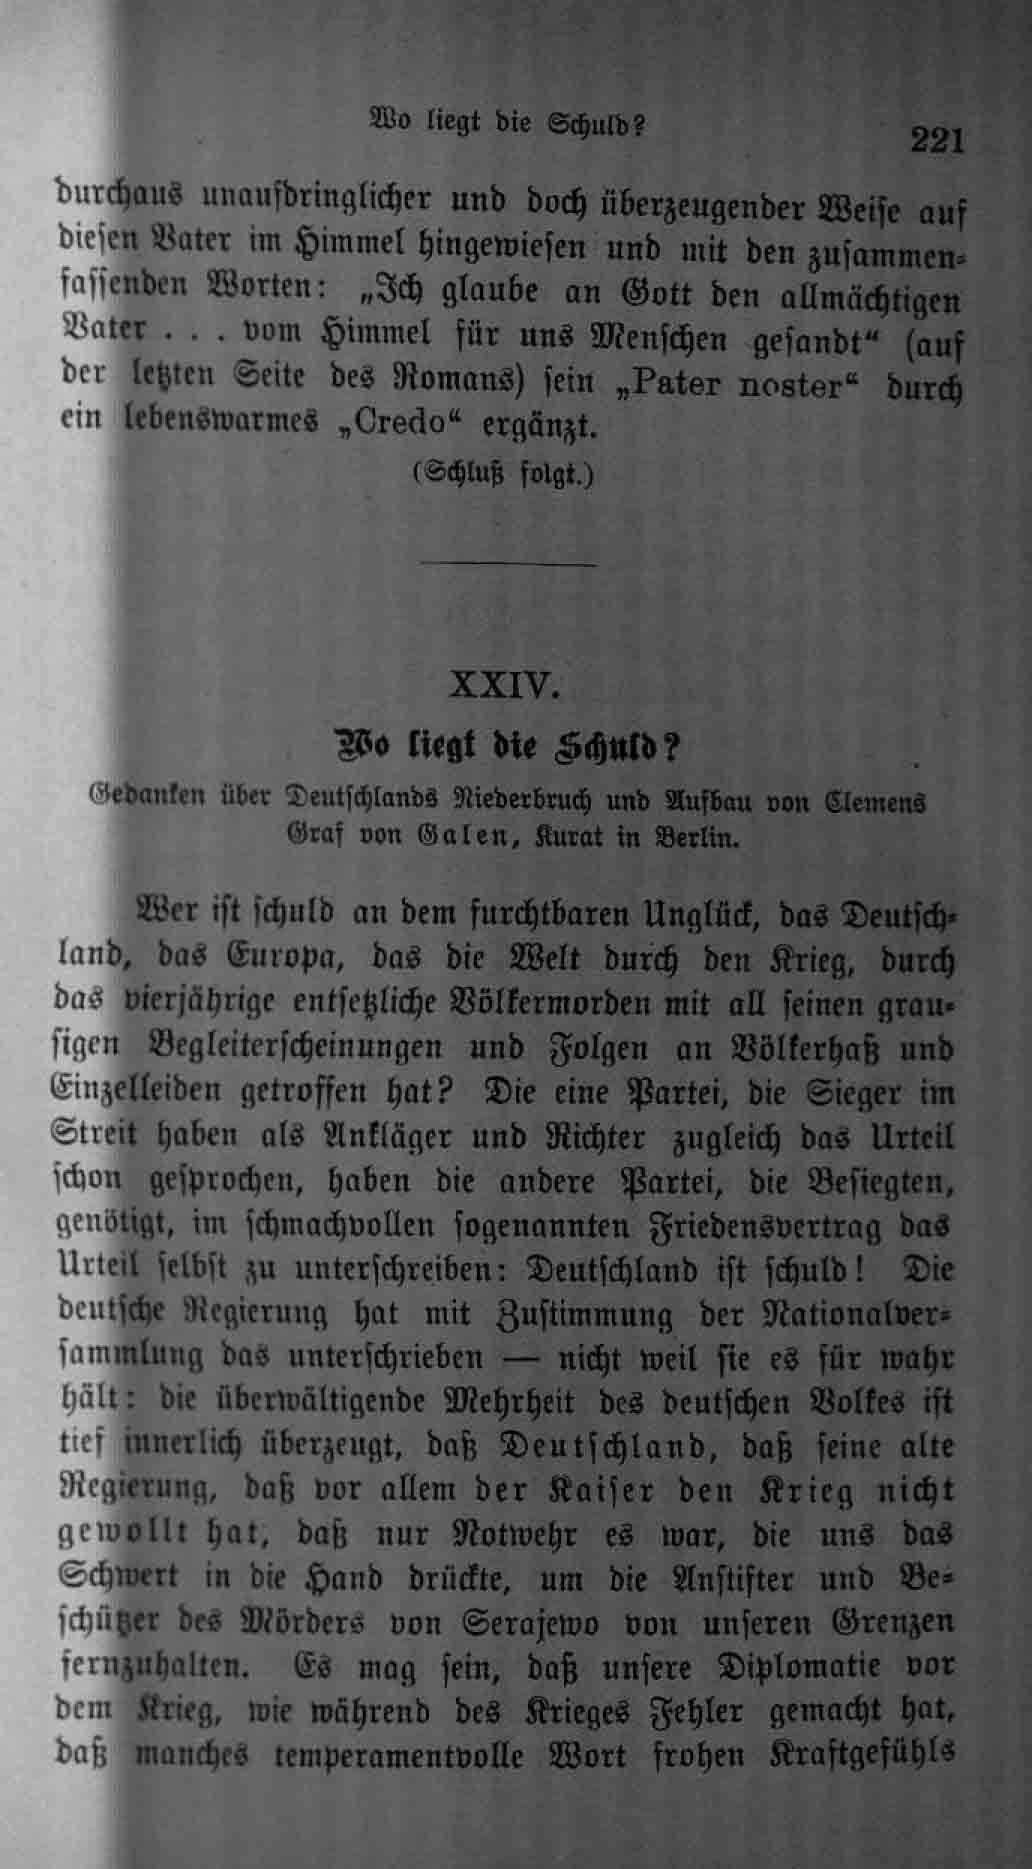 Wo liegt die Schuld?
221
durchaus unaufdringlicher und doch überzeugender Weise auf
diesen Vater im Himmel hingewiesen und mit den zusammen-
fassenden Worten: „Ich glaube an Gott den allmächtigen
Vater . . . vom Himmel für uns Menschen gesandt“ (auf
der letzten Seite des Romans) sein „Pater noster“ durch
ein lebenswarmes „Credo“ ergänzt.
(Schluß folgt.)
XXIV.
Wo liegt die Schuld?
Gedanken über Deutschlands Niederbruch und Aufbau von Clemens
Graf von Galen, Kurat in Berlin.
Wer ist schuld an dem furchtbaren Unglück, das Deutsch-
land, das Europa, das die Welt durch den Krieg, durch
das vierjährige entsetzliche Völkermorden mit all seinen grau-
sigen Begleiterscheinungen und Folgen an Völkerhaß und
Einzelleiden getroffen hat? Die eine Partei, die Sieger im
Streit haben als Ankläger und Richter zugleich das Urteil
schon gesprochen, haben die andere Partei, die Besiegten,
genötigt, im schmachvollen sogenannten Friedensvertrag das
Urteil selbst zu unterschreiben: Deutschland ist schuld! Die
deutsche Regierung hat mit Zustimmung der Nationalver-
sammlung das unterschrieben — nicht weil sie es für wahr
hält: die überwältigende Mehrheit des deutschen Volkes ist
tief innerlich überzeugt, daß Deutschland, daß seine alte
Regierung, daß vor allem der Kaiser den Krieg nicht
gewollt hat, daß nur Notwehr es war, die uns das
Schwert in die Hand drückte, um die Anstifter und Be-
schützer des Mörders von Serajewo von unseren Grenzen
fernzuhalten. Es mag sein, daß unsere Diplomatie vor
dem Krieg, wie während des Krieges Fehler gemacht hat,
daß manches temperamentvolle Wort frohen Kraftgefühls